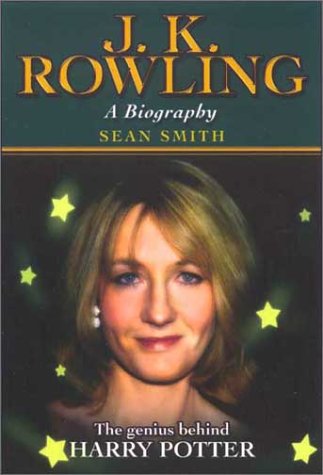 J. K.
ROWLING
A Biography
SEAN SMITH
The genius behind
HARRY POTTER